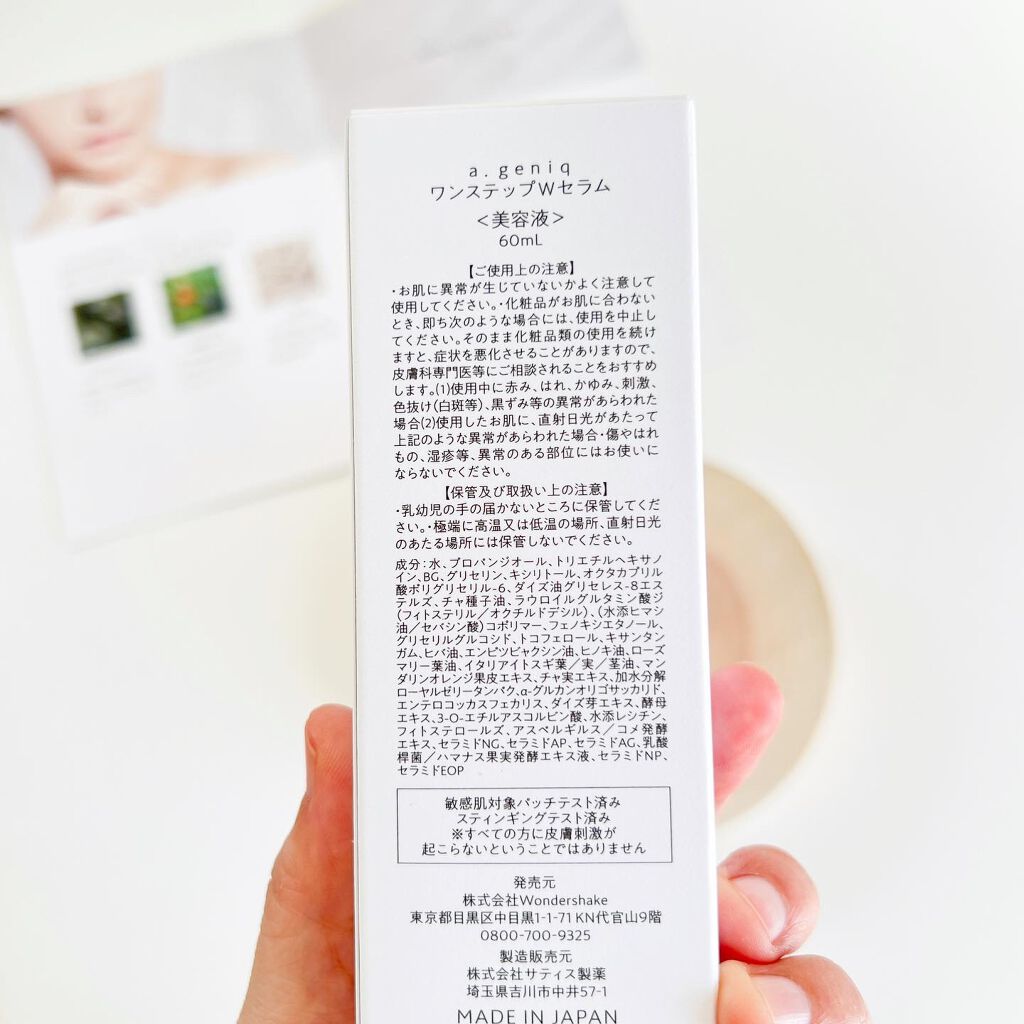 a.geniq
ワンステップWセラム
<美容液>
60mL
【ご使用上の注意】
・お肌に異常が生じていないかよく注意して
使用してください。・化粧品がお肌に合わない
とき、即ち次のような場合には、使用を中止し
てください。そのまま化粧品類の使用を続け
ますと、症状を悪化させることがありますので、
皮膚科専門医等にご相談されることをおすすめ
します。(1)使用中に赤み、はれ、かゆみ、刺激、
色抜け(白斑等)、黒ずみ等の異常があらわれた
場合(2)使用したお肌に、直射日光があたって
上記のような異常があらわれた場合・傷やはれ
もの、湿疹等、異常のある部位にはお使いに
ならないでください。
【保管及び取扱い上の注意】
・乳幼児の手の届かないところに保管してくだ
さい。・極端に高温又は低温の場所、直射日光
のあたる場所には保管しないでください。
成分：水、プロパンジオール、トリエチルヘキサノ
イン、BG、グリセリン、キシリトール、オクタカプリル
酸ポリグリセリル-6、ダイズ油グリセレス-8エス
テルズ、チャ種子油、ラウロイルグルタミン酸ジ
(フィトステリル／オクチルドデシル)、(水添ヒマシ
油／セバシン酸)コポリマー、フェノキシエタノール、
グリセリルグルコシド、トコフェロール、キサンタン
ガム、ヒバ油、エンピツビャクシン油、ヒノキ油、ローズ
マリー葉油、イタリアイトスギ葉／実／茎油、マン
ダリンオレンジ果皮エキス、チャ実エキス、加水分解
ローヤルゼリータンパク、α-グルカンオリゴサッカリド、
エンテロコッカスフェカリス、ダイズ芽エキス、酵母
エキス、3-O-エチルアスコルビン酸、水添レシチン、
フィトステロールズ、アスペルギルス／コメ発酵
エキス、セラミドNG、セラミドAP、セラミドAG、乳酸
桿菌／ハマナス果実発酵エキス液、セラミドNP、
セラミドEOP
敏感肌対象パッチテスト済み
スティンギングテスト済み
※すべての方に皮膚刺激が
起こらないということではありません
発売元
株式会社Wondershake
東京都目黒区中目黒1-1-71 KN代官山9階
0800-700-9325
製造販売元
株式会社サティス製薬
埼玉県吉川市中井57-1
MADE IN JAPAN